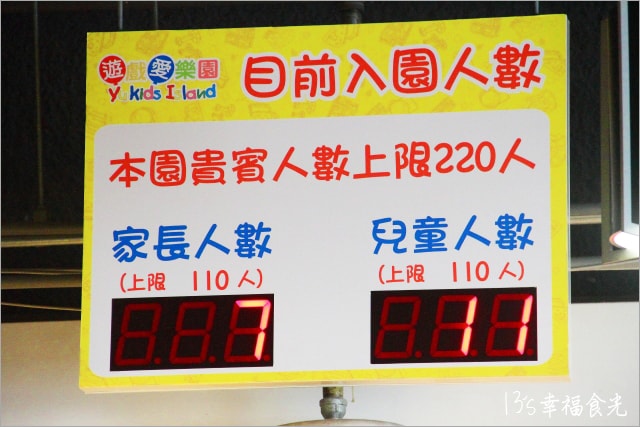 遊戲愛樂園
Yukids Island
目前入園人數
本園貴賓人數上限220人
家長人數
(上限 110人)
7
兒童人數
(上限 110人)
11
13's幸福食光